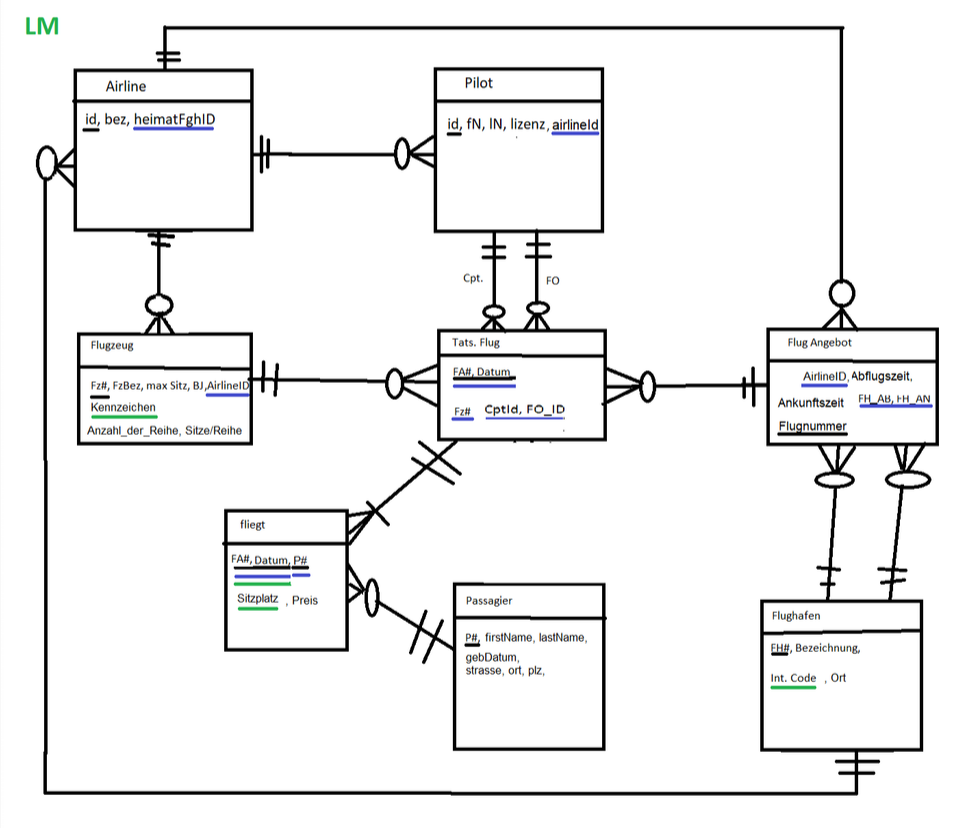 LM
Airline
id, bez, heimatFghID
Pilot
id, fN, lN, lizenz, airlineId
Cpt.
FO
Flugzeug
Fz#, FzBez, max Sitz, BJ,AirlineID
Kennzeichen
Anzahl_der_Reihe, Sitze/Reihe
Tats. Flug
FA#, Datum
Fz# CptId, FO_ID
Flug Angebot
AirlineID, Abflugszeit,
Ankunftszeit FH_AB, FH_AN
Flugnummer
fliegt
FA#, Datum, P#
Sitzplatz , Preis
Passagier
P#, firstName, lastName,
gebDatum,
strasse, ort, plz,
Flughafen
FH#, Bezeichnung,
Int. Code , Ort